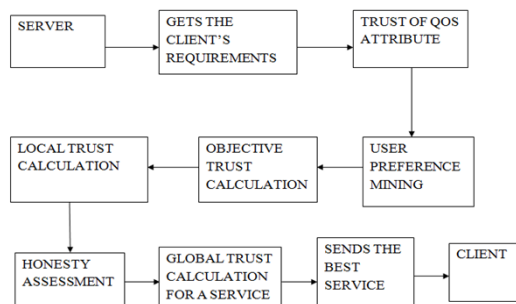 SERVER
GETS THE
CLIENT'S
REQUIREMENTS
TRUST OF QOS
ATTRIBUTE
USER
PREFERENCE
MINING
OBJECTIVE
TRUST
CALCULATION
LOCAL TRUST
CALCULATION
HONESTY
ASSESSMENT
GLOBAL TRUST
CALCULATION
FOR A SERVICE
SENDS THE
BEST
SERVICE
CLIENT